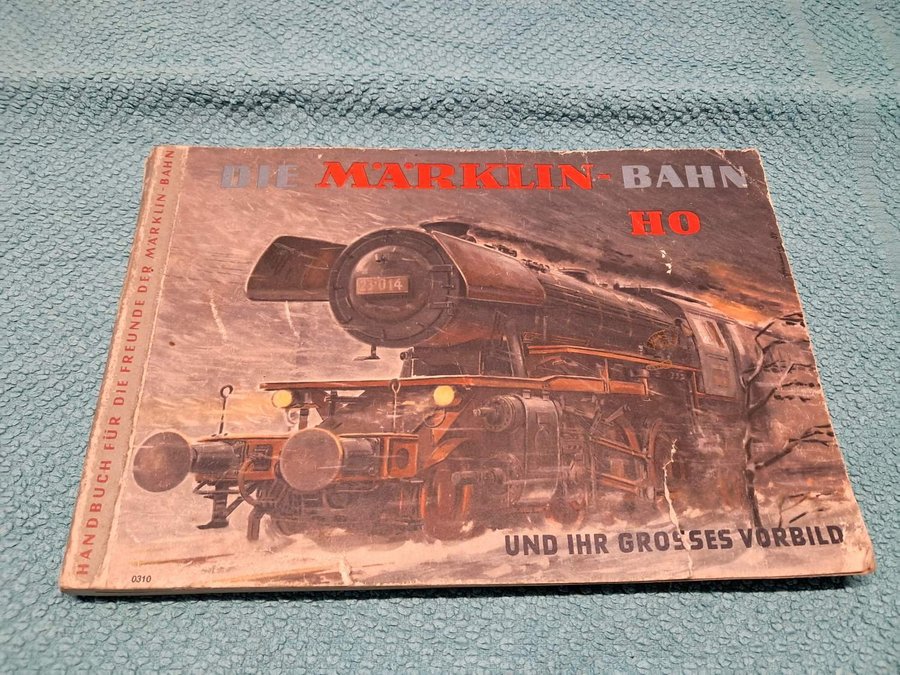 DIE MÄRKLIN-BAHN
HO
23 014
UND IHR GROSSES VORBILD
HANDBUCH FÜR DIE FREUNDE DER MÄRKLIN-BAHN
0310